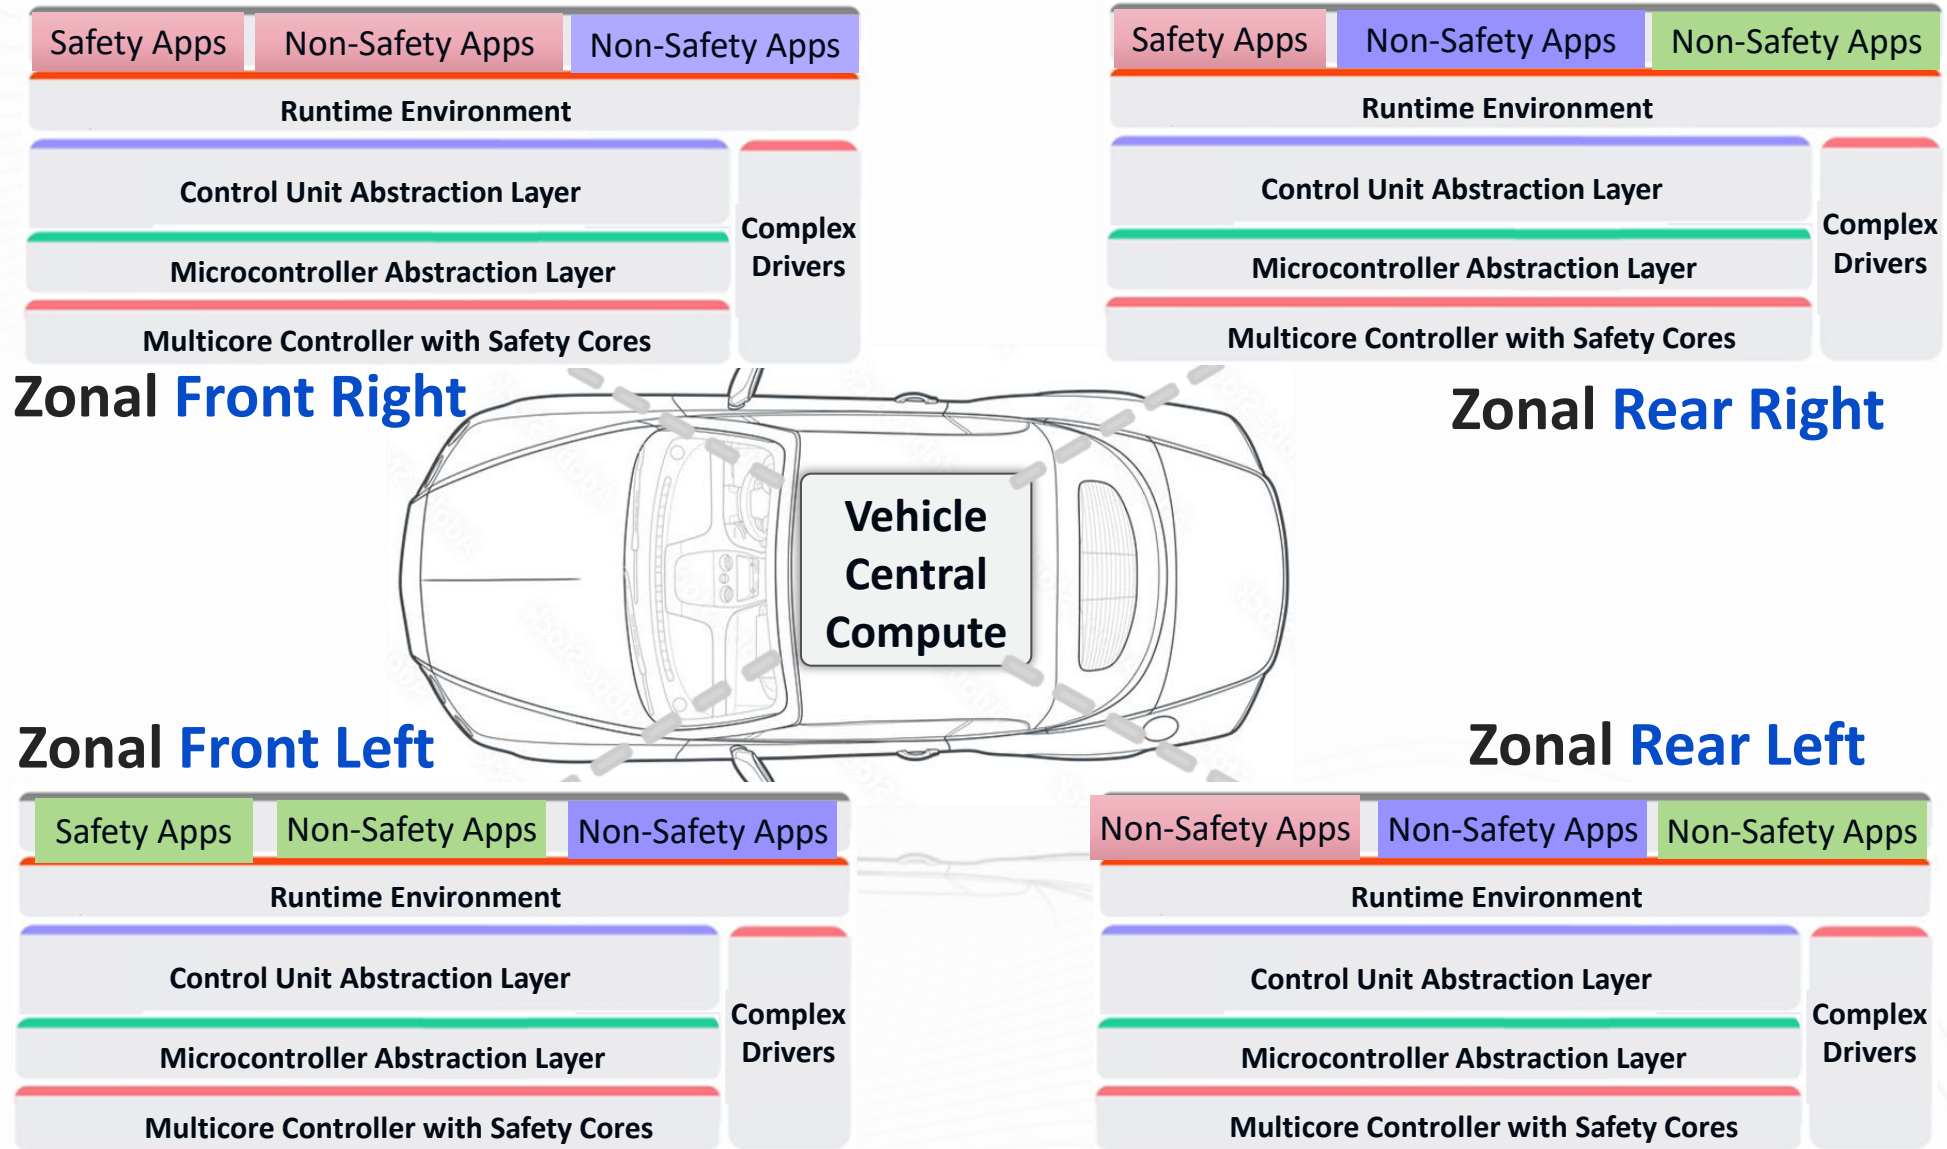 Safety Apps
Non-Safety Apps
Non-Safety Apps
Runtime Environment
Control Unit Abstraction Layer
Complex
Drivers
Microcontroller Abstraction Layer
Multicore Controller with Safety Cores
Zonal Front Right
Safety Apps
Non-Safety Apps
Non-Safety Apps
Runtime Environment
Control Unit Abstraction Layer
Complex
Drivers
Microcontroller Abstraction Layer
Multicore Controller with Safety Cores
Zonal Rear Right
Vehicle
Central
Compute
Zonal Front Left
Safety Apps
Non-Safety Apps
Non-Safety Apps
Runtime Environment
Control Unit Abstraction Layer
Complex
Drivers
Microcontroller Abstraction Layer
Multicore Controller with Safety Cores
Zonal Rear Left
Non-Safety Apps
Non-Safety Apps
Non-Safety Apps
Runtime Environment
Control Unit Abstraction Layer
Complex
Drivers
Microcontroller Abstraction Layer
Multicore Controller with Safety Cores